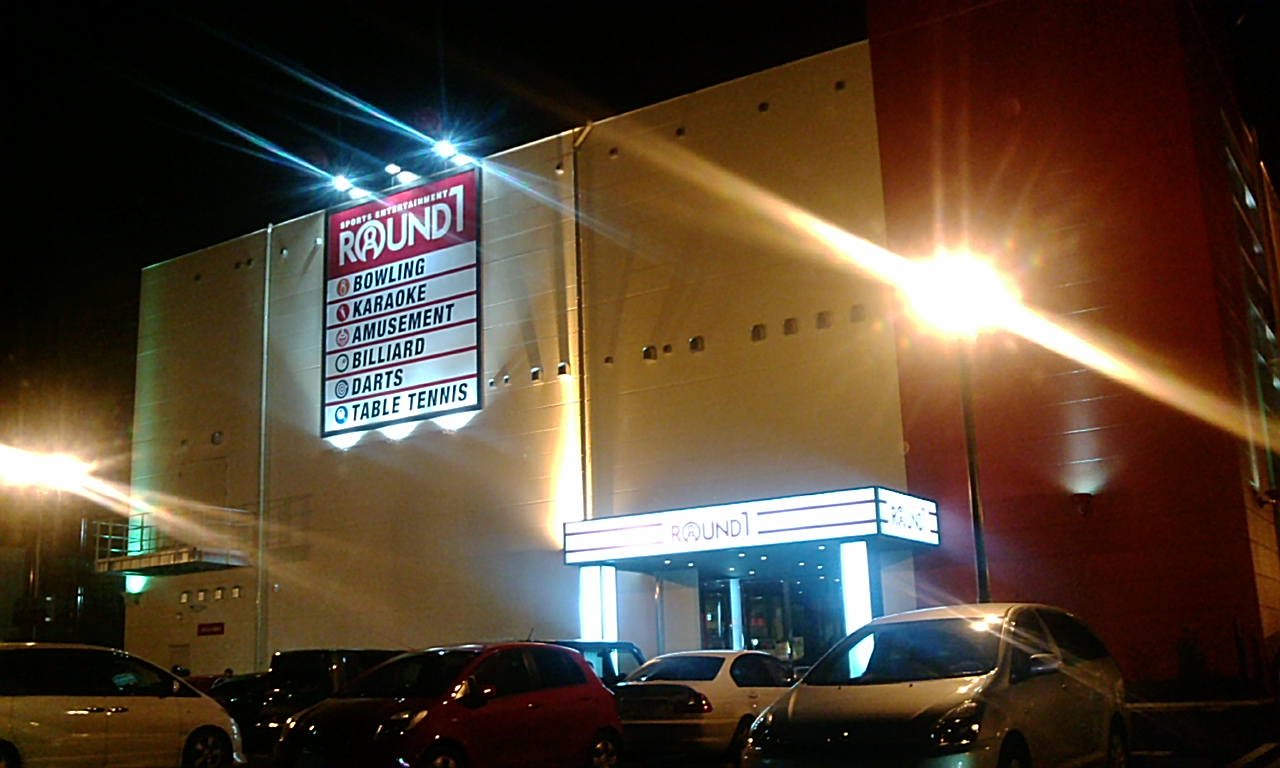 SPORTS ENTERTAINMENT
ROUND1
BOWLING
KARAOKE
AMUSEMENT
BILLIARD
DARTS
TABLE TENNIS
ROUND1
ROUND1